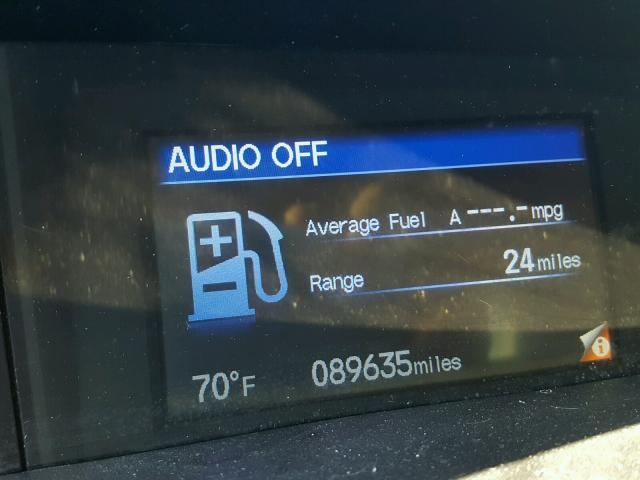 AUDIO OFF
Average Fuel A ---.- mpg
Range 24 miles
70°F 089635 miles